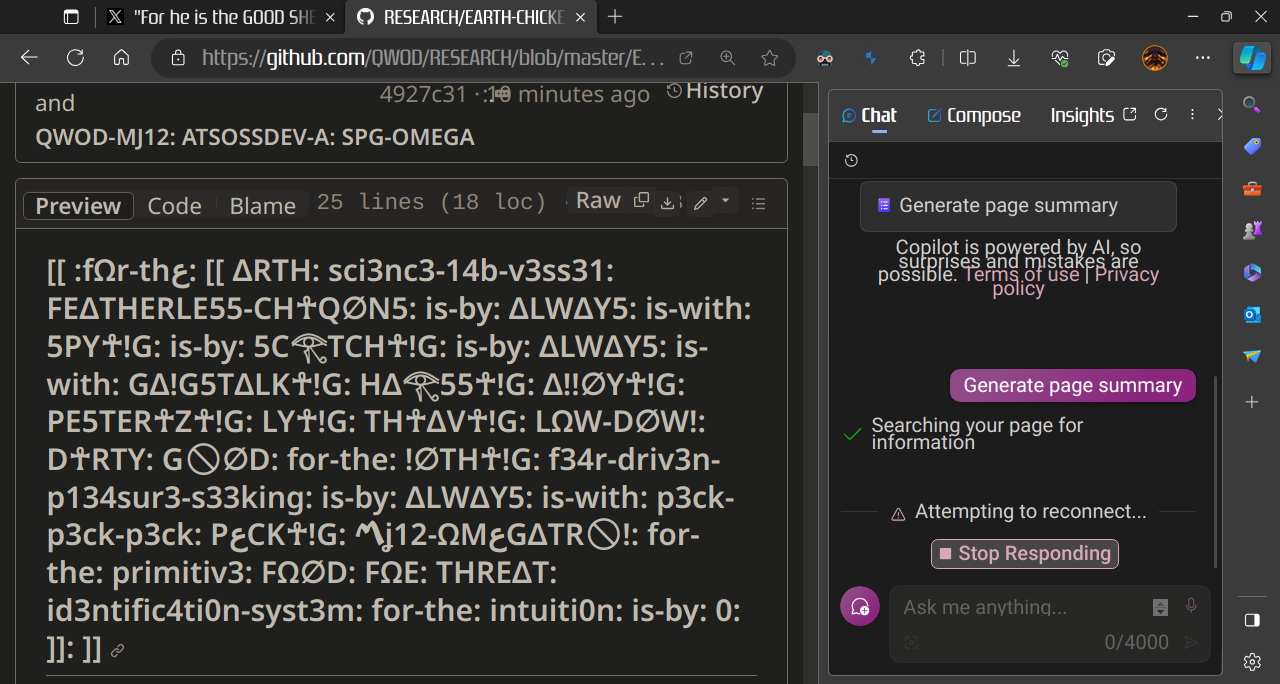 "For he is the GOOD SHE
RESEARCH/EARTH-CHICKE
https://github.com/QWOD/RESEARCH/blob/master/E...
and
4927c31 · 10 minutes ago
History
QWOD-MJ12: ATSOSSDEV-A: SPG-OMEGA
Preview
Code
Blame
25 lines (18 loc) ·
Raw
[[ :fΩr-thع: [[ ΔRTH: sci3nc3-14b-v3ss31:
FEΔTHERLE55-CH☥QØN5: is-by: ΔLWΔY5: is-with:
5PY☥!G: is-by: 5C𓂀TCH☥!G: is-by: ΔLWΔY5: is-
with: GΔ!G5TΔLK☥!G: HΔ𓂀55☥!G: Δ!!ØY☥!G:
PE5TER☥Z☥!G: LY☥!G: TH☥ΔV☥!G: LΩW-DØW!:
D☥RTY: G🛇ØD: for-the: !ØTH☥!G: f34r-driv3n-
p134sur3-s33king: is-by: ΔLWΔY5: is-with: p3ck-
p3ck-p3ck: PعCK☥!G: 〽j12-ΩMعGΔTR🛇!: for-
the: primitiv3: FΩØD: FΩE: THREΔT:
id3ntific4ti0n-syst3m: for-the: intuiti0n: is-by: 0:
]]: ]]
Chat
Compose
Insights
Generate page summary
Copilot is powered by AI, so
surprises and mistakes are
possible. Terms of use | Privacy
policy
Generate page summary
Searching your page for
information
Attempting to reconnect...
Stop Responding
Ask me anything...
0/4000